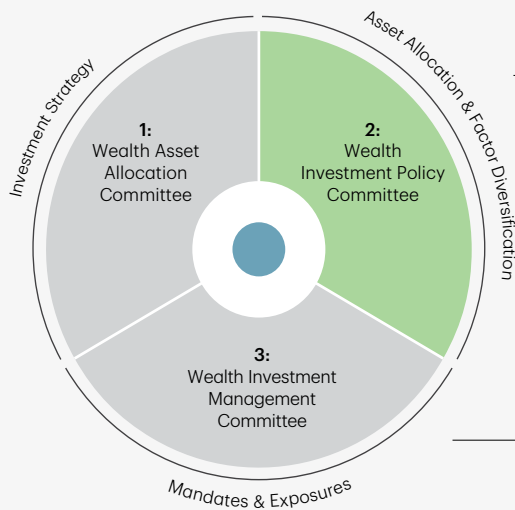 Investment Strategy
Asset Allocation & Factor Diversification
1:
Wealth Asset
Allocation
Committee
2:
Wealth
Investment Policy
Committee
3:
Wealth Investment
Management
Committee
Mandates & Exposures